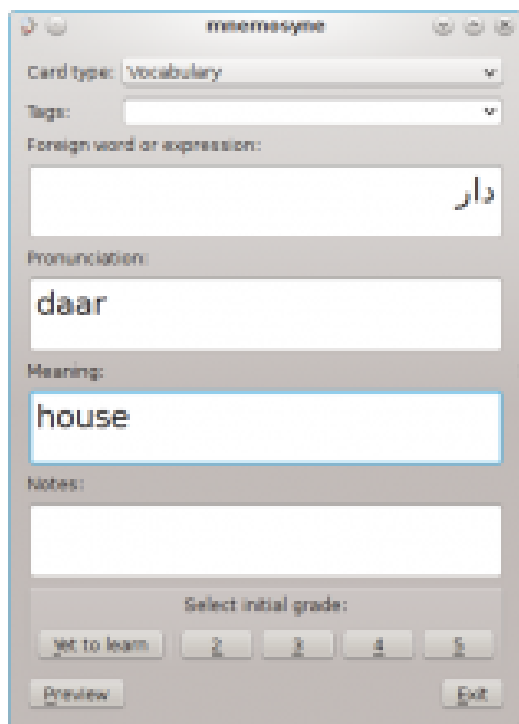 mnemosyne
Card type: Vocabulary
Tags:
Foreign word or expression:
دار
Pronunciation:
daar
Meaning:
house
Notes:
Select initial grade:
Yet to learn 2 3 4 5
Preview Exit